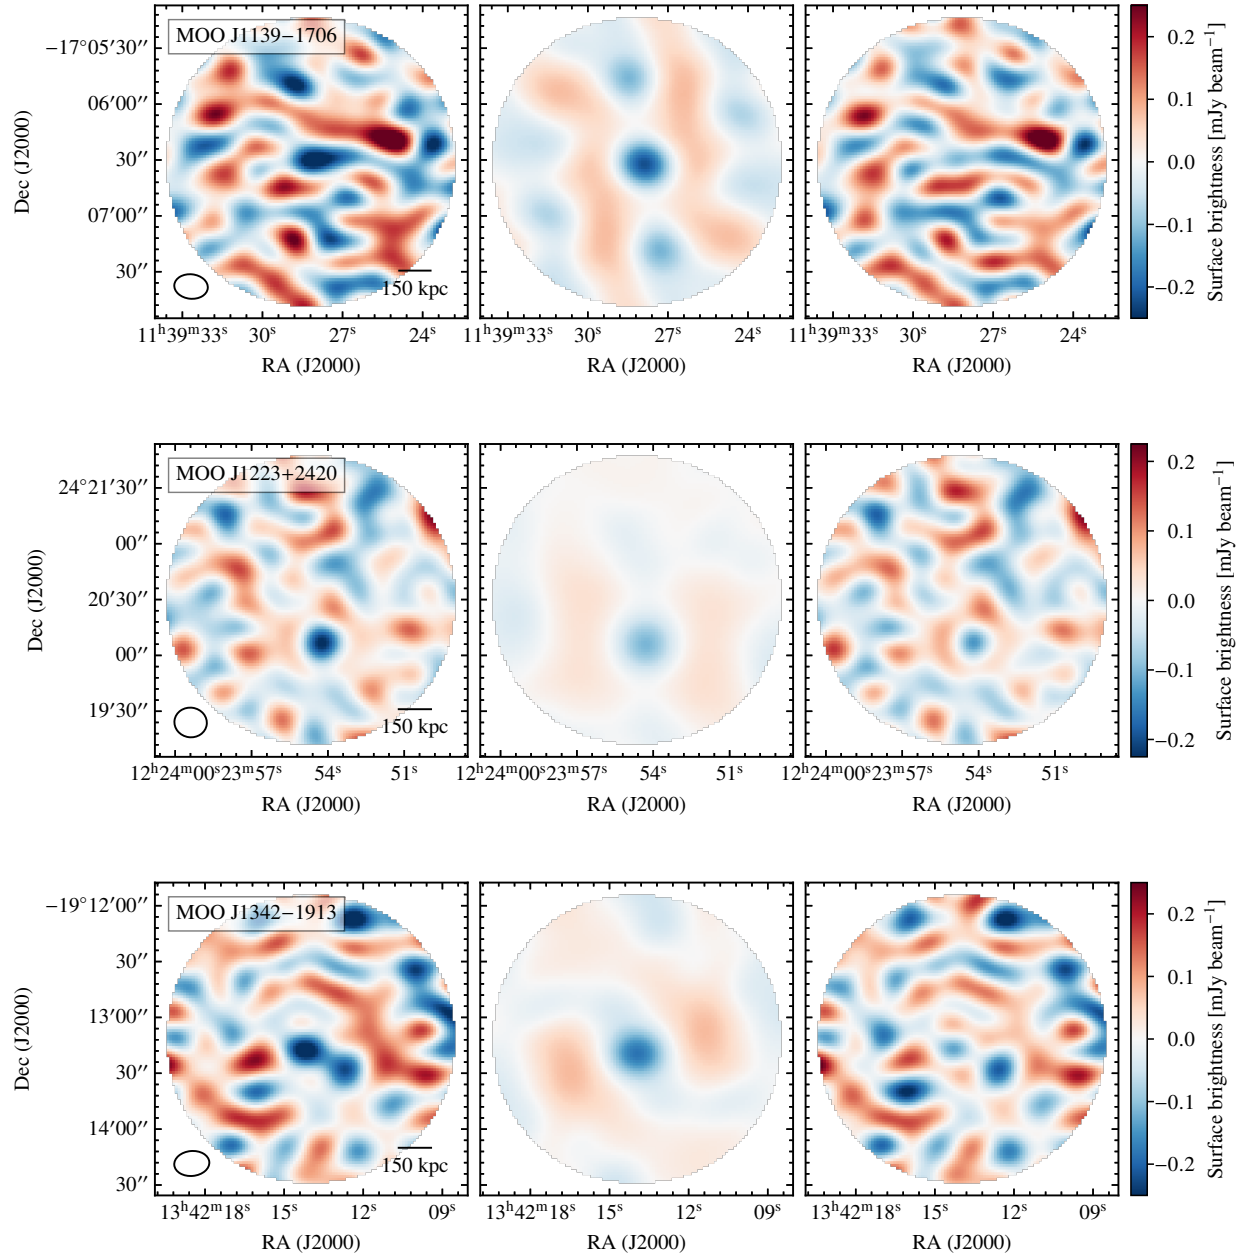 MOO J1139−1706
−17°05′30″
06′00″
30″
07′00″
30″
Dec (J2000)
150 kpc
11ʰ39ᵐ33ˢ 30ˢ 27ˢ 24ˢ 11ʰ39ᵐ33ˢ 30ˢ 27ˢ 24ˢ 11ʰ39ᵐ33ˢ 30ˢ 27ˢ 24ˢ
RA (J2000) RA (J2000) RA (J2000)
0.2
0.1
0.0
−0.1
−0.2
Surface brightness [mJy beam⁻¹]
MOO J1223+2420
24°21′30″
00″
20′30″
00″
19′30″
Dec (J2000)
150 kpc
12ʰ24ᵐ00ˢ23ᵐ57ˢ 54ˢ 51ˢ 12ʰ24ᵐ00ˢ23ᵐ57ˢ 54ˢ 51ˢ 12ʰ24ᵐ00ˢ23ᵐ57ˢ 54ˢ 51ˢ
RA (J2000) RA (J2000) RA (J2000)
0.2
0.1
0.0
−0.1
−0.2
Surface brightness [mJy beam⁻¹]
MOO J1342−1913
−19°12′00″
30″
13′00″
30″
14′00″
30″
Dec (J2000)
150 kpc
13ʰ42ᵐ18ˢ 15ˢ 12ˢ 09ˢ 13ʰ42ᵐ18ˢ 15ˢ 12ˢ 09ˢ 13ʰ42ᵐ18ˢ 15ˢ 12ˢ 09ˢ
RA (J2000) RA (J2000) RA (J2000)
0.2
0.1
0.0
−0.1
−0.2
Surface brightness [mJy beam⁻¹]